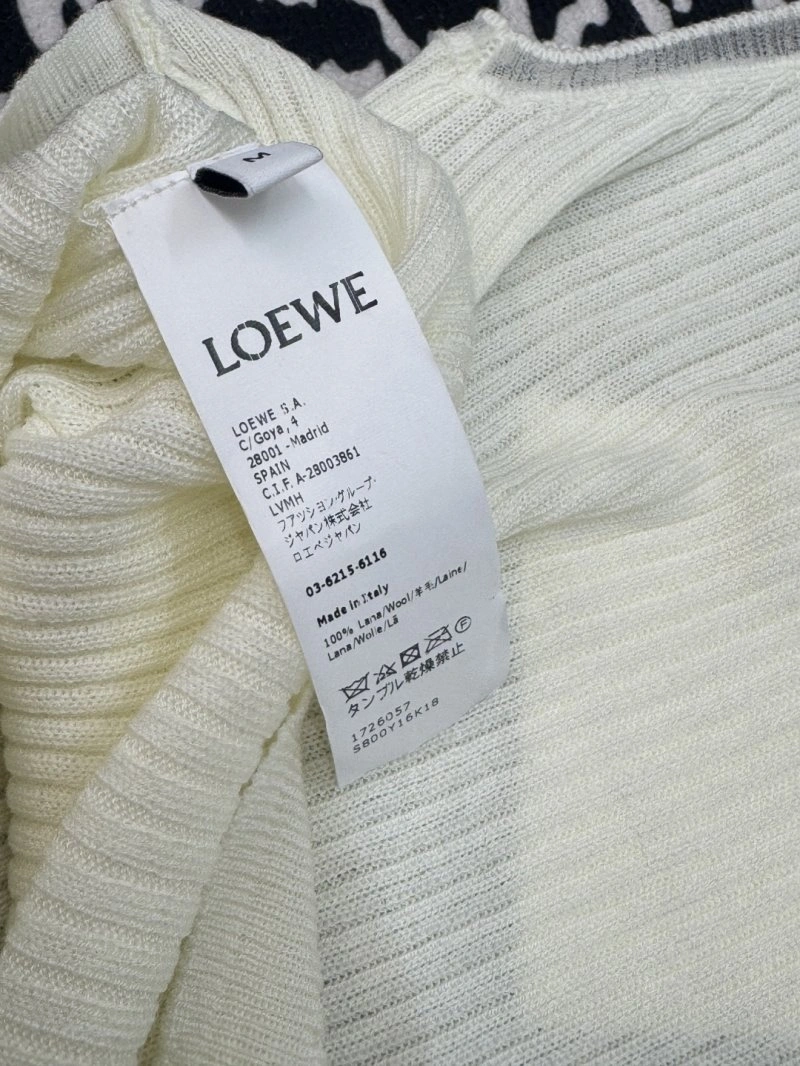 M
LOEWE
LOEWE S.A.
C/Goya, 4
28001 - Madrid
SPAIN
C.I.F. A-28003861
LVMH
ファッション・グループ・
ジャパン株式会社
ロエベジャパン
03-6215-6116
Made in Italy
100% Lana/Wool/羊毛/Laine/
Lana/Wolle/Lã
F
タンブル乾燥禁止
1726057
S800Y16K18